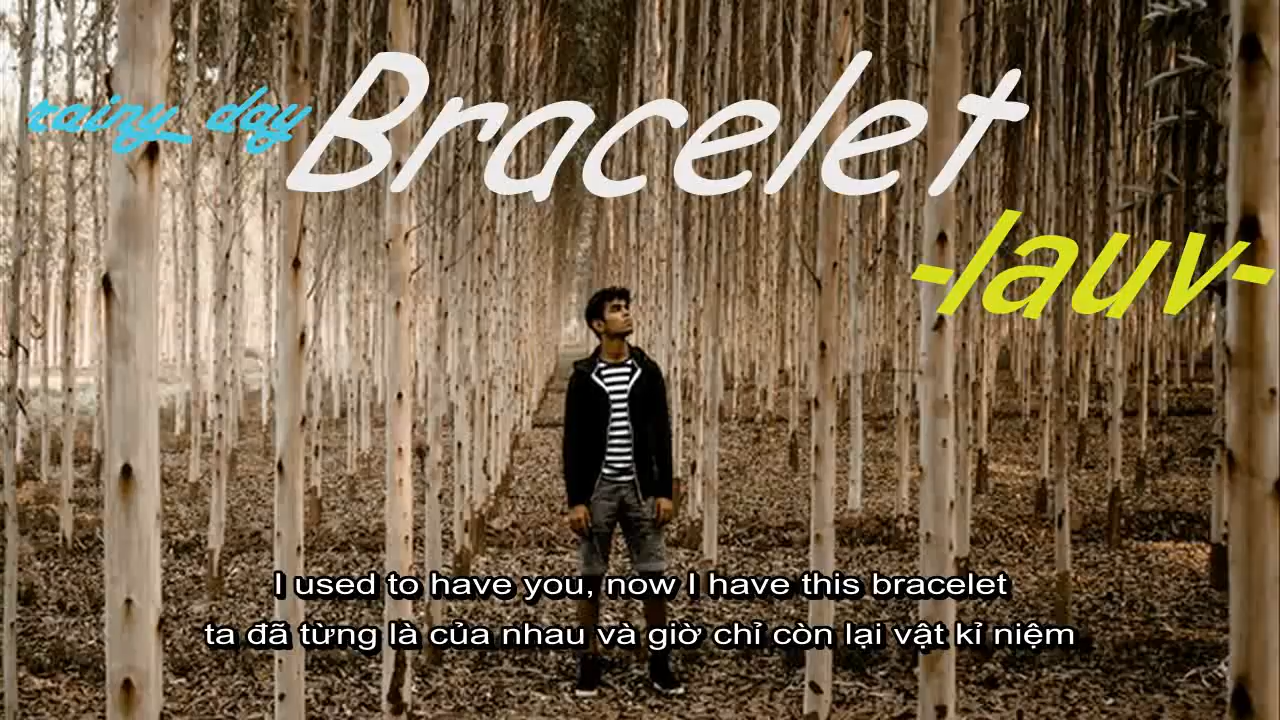 rainy day
Bracelet
-lauv-
I used to have you, now I have this bracelet
ta đã từng là của nhau và giờ chỉ còn lại vật kỉ niệm